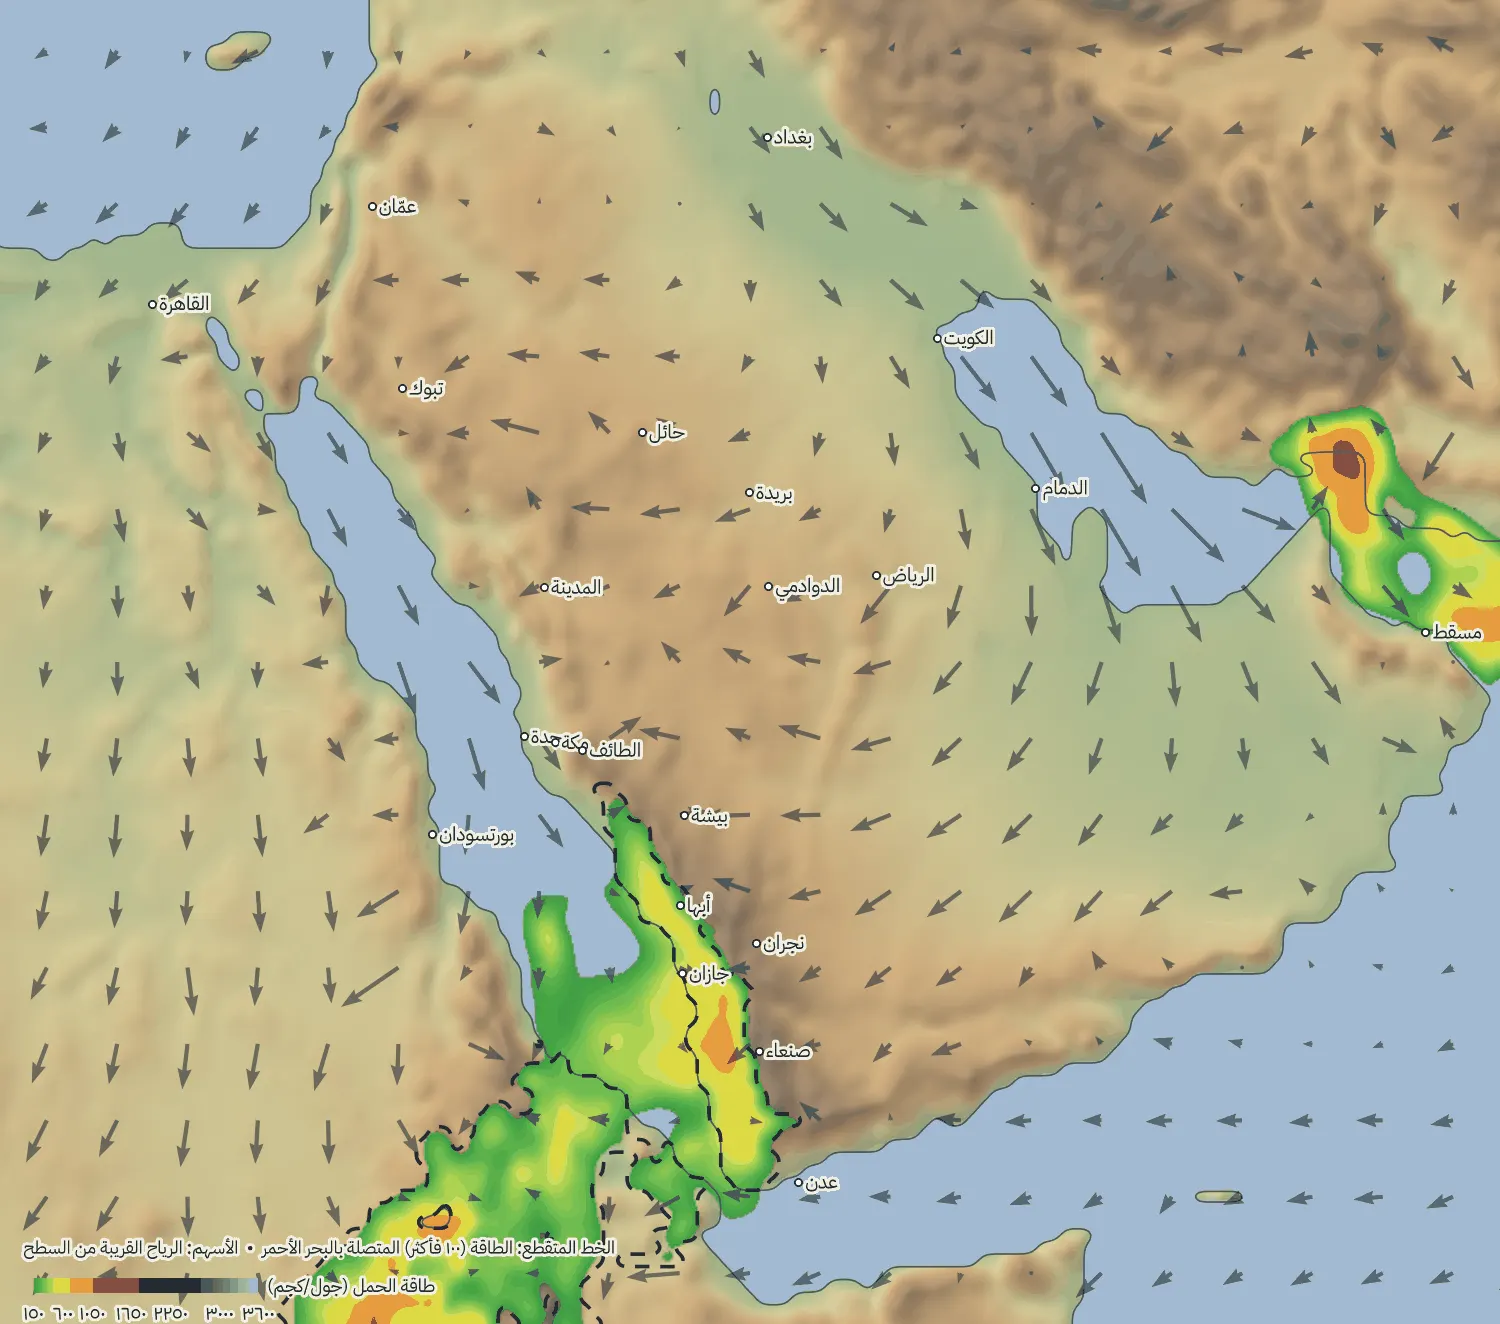 بغداد
عمّان
القاهرة
الكويت
تبوك
حائل
الدمام
بريدة
الرياض
الدوادمي
المدينة
مسقط
جدة
مكة
الطائف
بيشة
بورتسودان
أبها
نجران
جازان
صنعاء
عدن
الخط المتقطع: الطاقة (١٠٠ فأكثر) المتصلة بالبحر الأحمر • الأسهم: الرياح القريبة من السطح
طاقة الحمل (جول/كجم)
١٥٠ ٦٠٠ ١٠٥٠ ١٦٥٠ ٢٢٥٠ ٣٠٠٠ ٣٦٠٠